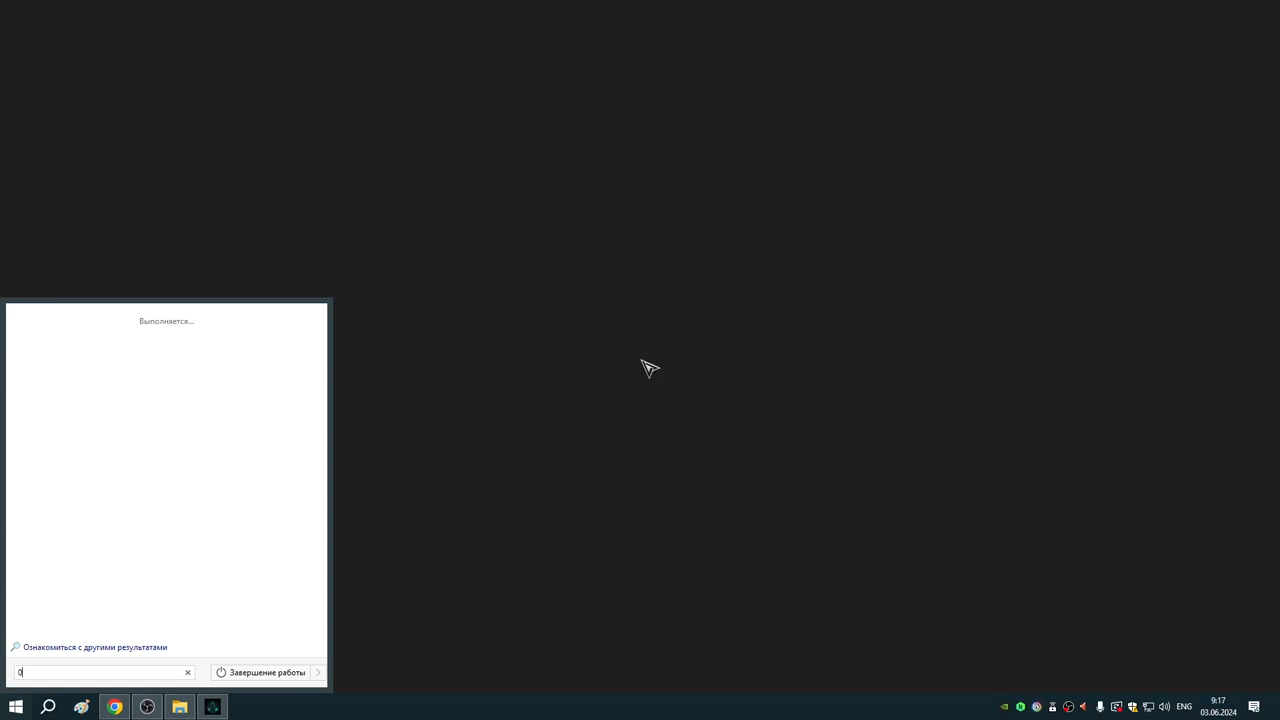 Выполняется...
Ознакомиться с другими результатами
0
Завершение работы
ENG
9:17
03.06.2024